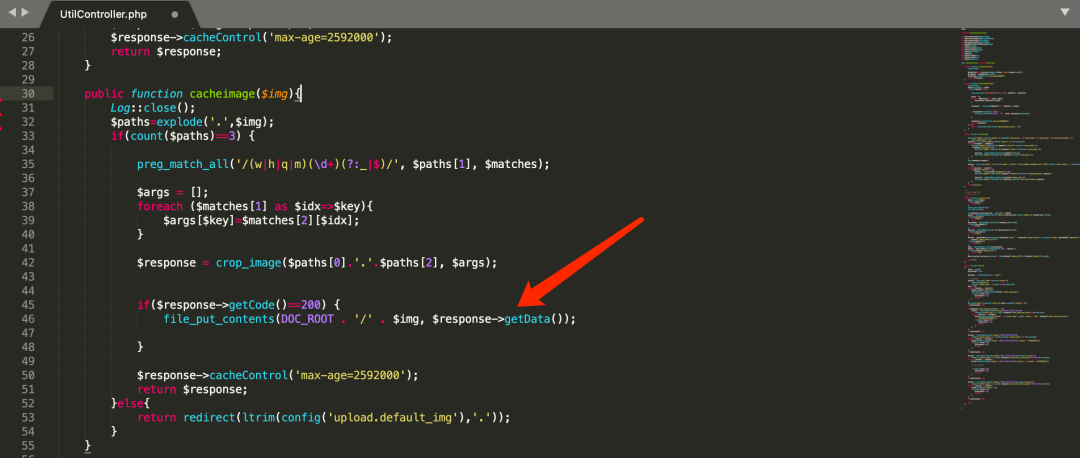 UtilController.php
26 $response->cacheControl('max-age=2592000');
27 return $response;
28 }
29
30 public function cacheimage($img){
31 Log::close();
32 $paths=explode('.',$img);
33 if(count($paths)==3) {
34
35 preg_match_all('/(w|h|q|m)(\d+)(?:_|$)/', $paths[1], $matches);
36
37 $args = [];
38 foreach ($matches[1] as $idx=>$key){
39 $args[$key]=$matches[2][$idx];
40 }
41
42 $response = crop_image($paths[0].'.'.$paths[2], $args);
43
44
45 if($response->getCode()==200) {
46 file_put_contents(DOC_ROOT . '/' . $img, $response->getData());
47
48 }
49
50 $response->cacheControl('max-age=2592000');
51 return $response;
52 }else{
53 return redirect(ltrim(config('upload.default_img'),'.'));
54 }
55 }